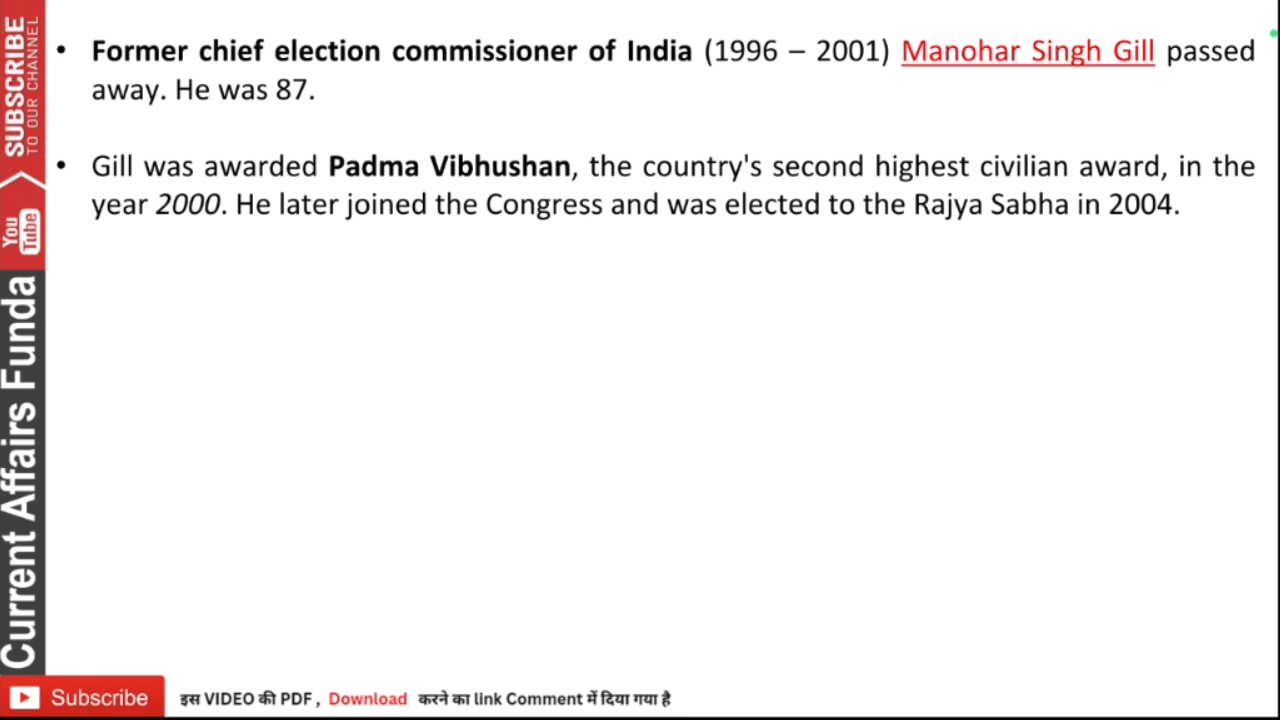 • Former chief election commissioner of India (1996 – 2001) Manohar Singh Gill passed
away. He was 87.
• Gill was awarded Padma Vibhushan, the country's second highest civilian award, in the
year 2000. He later joined the Congress and was elected to the Rajya Sabha in 2004.
SUBSCRIBE
TO OUR CHANNEL
You
Tube
Current Affairs Funda
Subscribe
इस VIDEO की PDF , Download करने का link Comment में दिया गया है